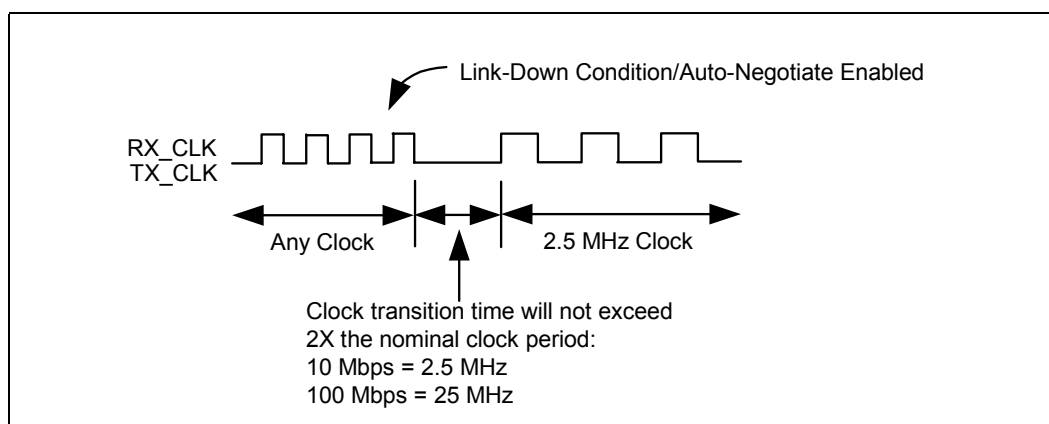 Link-Down Condition/Auto-Negotiate Enabled
RX_CLK
TX_CLK
Any Clock
2.5 MHz Clock
Clock transition time will not exceed
2X the nominal clock period:
10 Mbps = 2.5 MHz
100 Mbps = 25 MHz